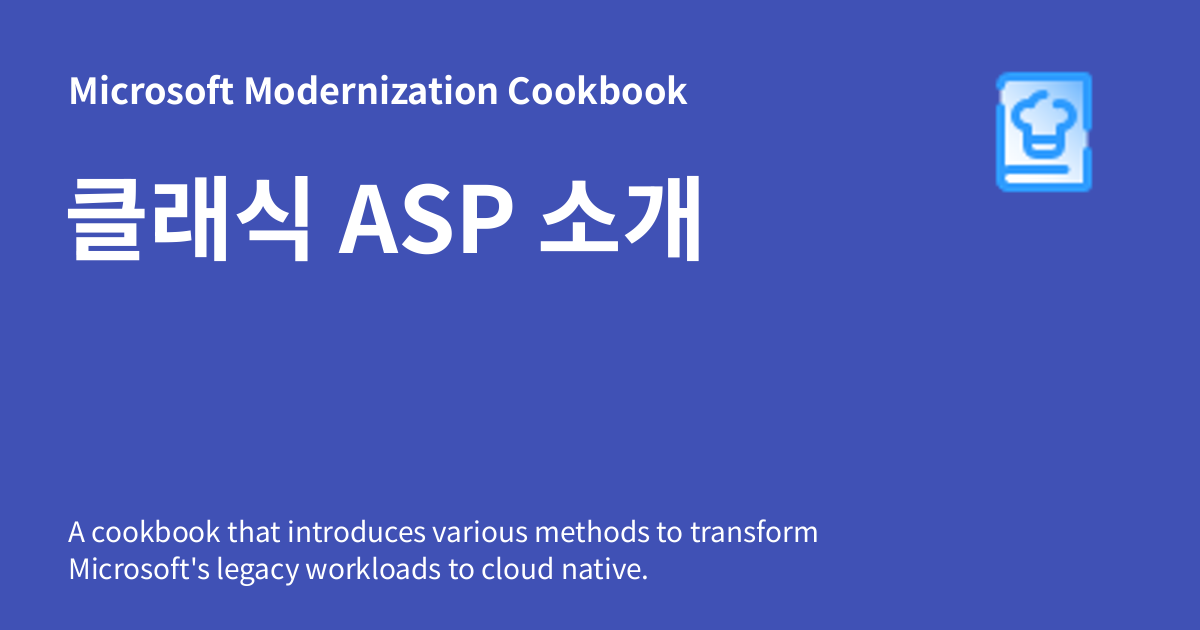 Microsoft Modernization Cookbook
클래식 ASP 소개
A cookbook that introduces various methods to transform
Microsoft's legacy workloads to cloud native.